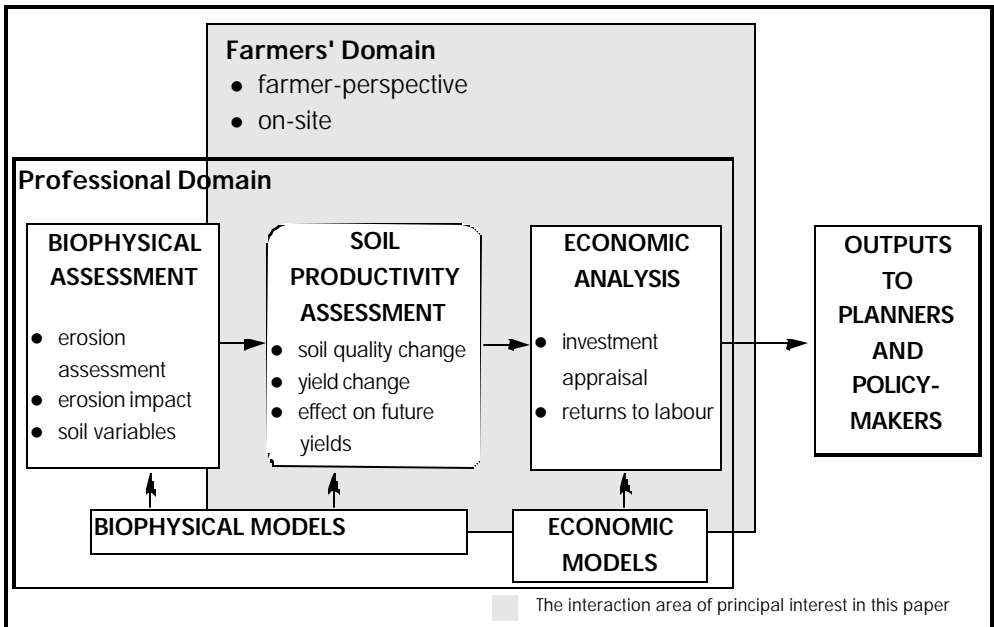 Farmers' Domain
● farmer-perspective
● on-site
Professional Domain
BIOPHYSICAL
ASSESSMENT
● erosion
assessment
● erosion impact
● soil variables
SOIL
PRODUCTIVITY
ASSESSMENT
● soil quality change
● yield change
● effect on future
yields
ECONOMIC
ANALYSIS
● investment
appraisal
● returns to labour
OUTPUTS
TO
PLANNERS
AND
POLICY-
MAKERS
BIOPHYSICAL MODELS
ECONOMIC
MODELS
The interaction area of principal interest in this paper